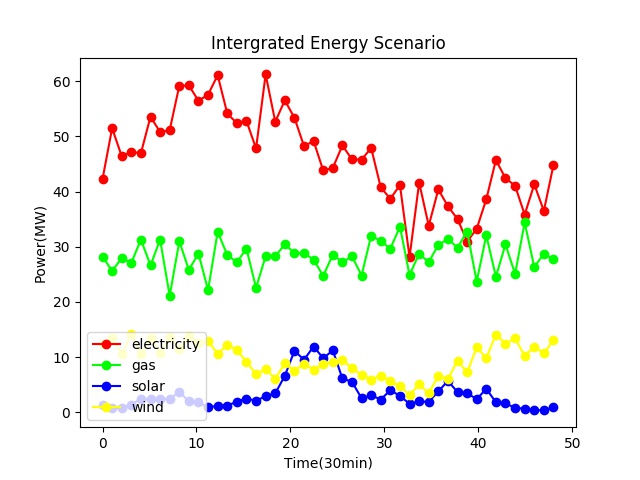 Intergrated Energy Scenario
Power(MW)
60
50
40
30
20
10
0
electricity
gas
solar
wind
0 10 20 30 40 50
Time(30min)